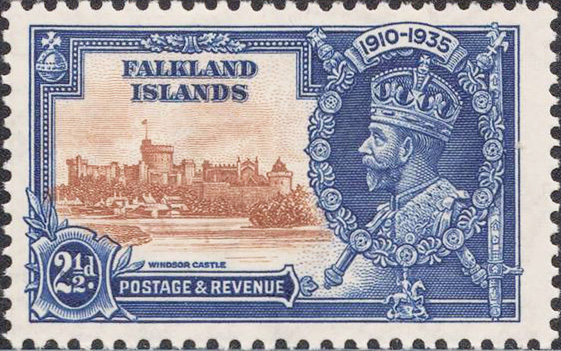 1910-1935
FALKLAND
ISLANDS
WINDSOR CASTLE
2½d.
POSTAGE & REVENUE